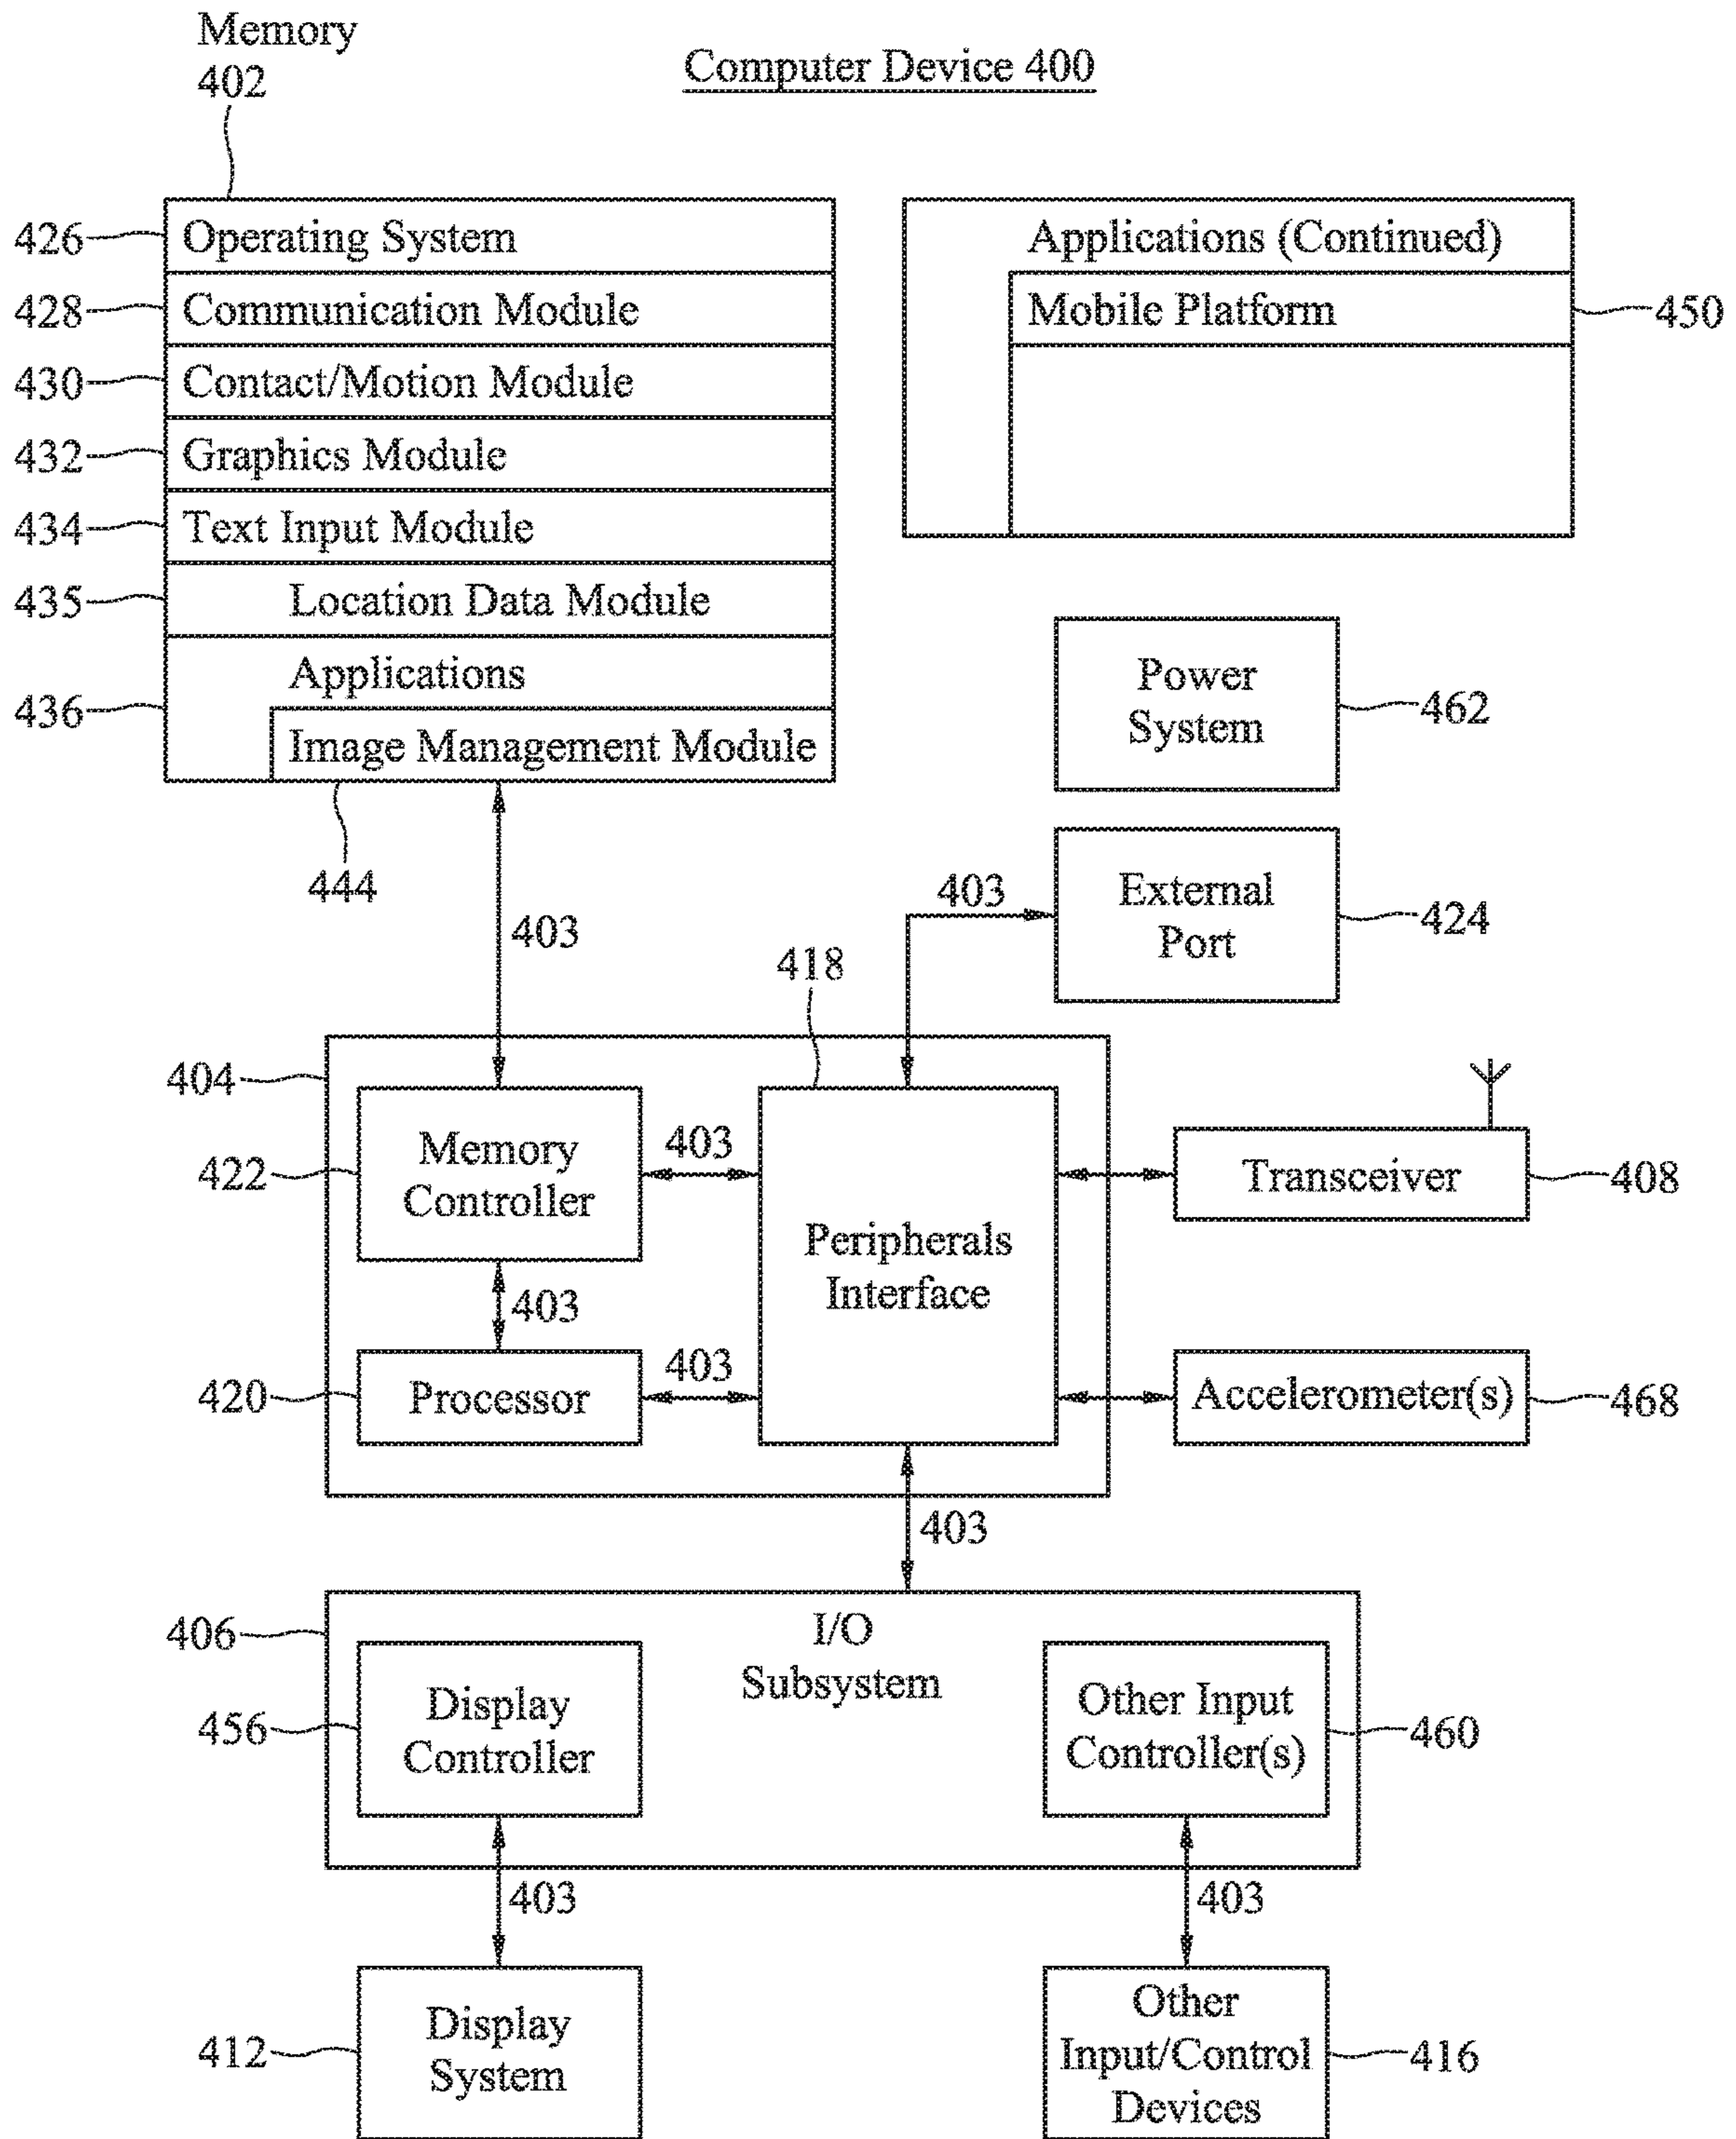 Memory
402
Computer Device 400
426
Operating System
428
Communication Module
430
Contact/Motion Module
432
Graphics Module
434
Text Input Module
435
Location Data Module
436
Applications
Image Management Module
444
Applications (Continued)
Mobile Platform
450
Power
System
462
403
External
Port
424
403
418
404
422
Memory
Controller
403
Peripherals
Interface
Transceiver
408
403
420
Processor
403
Accelerometer(s)
468
403
406
I/O
Subsystem
456
Display
Controller
Other Input
Controller(s)
460
403
403
412
Display
System
Other
Input/Control
Devices
416